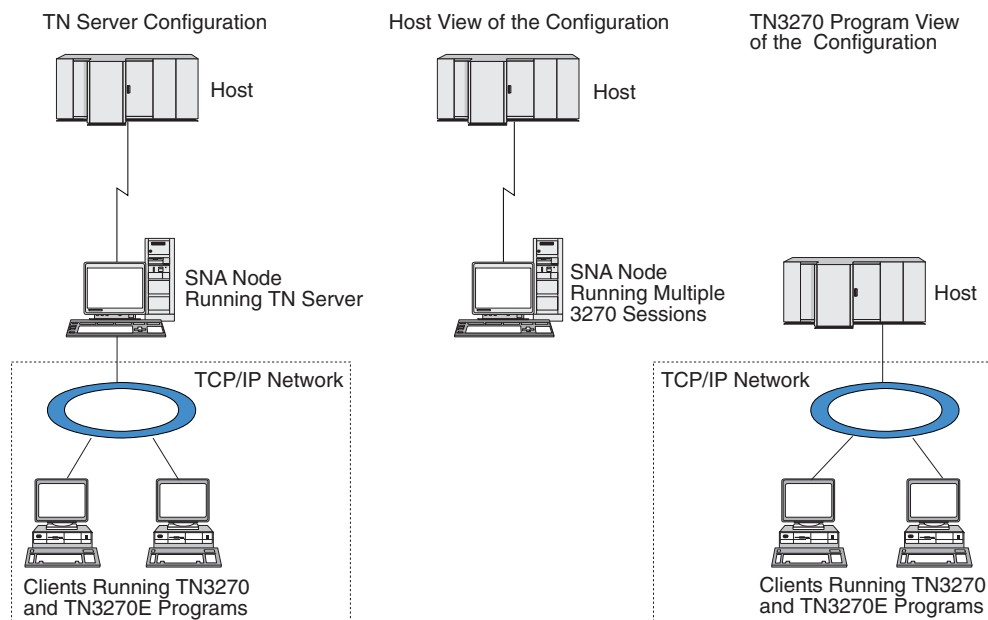 TN Server Configuration
Host View of the Configuration
TN3270 Program View
of the Configuration
Host
Host
SNA Node
Running TN Server
SNA Node
Running Multiple
3270 Sessions
Host
TCP/IP Network
TCP/IP Network
Clients Running TN3270
and TN3270E Programs
Clients Running TN3270
and TN3270E Programs